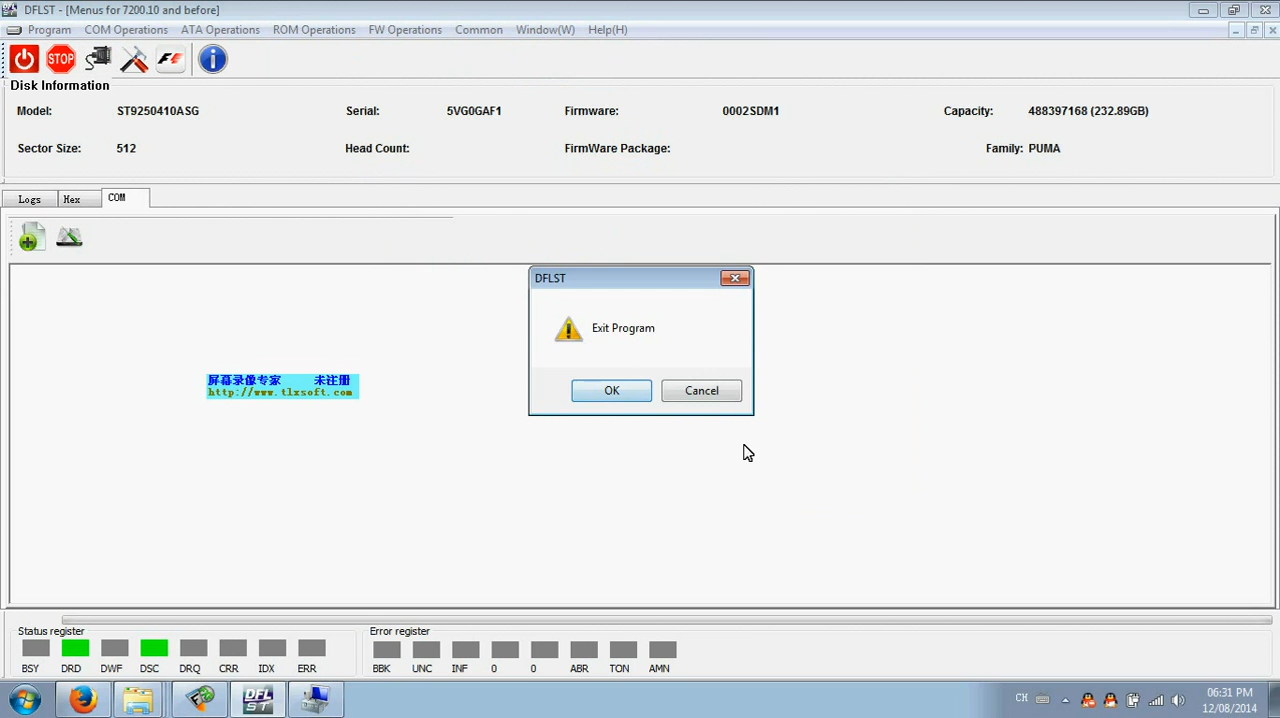 DFLST - [Menus for 7200.10 and before]
Program COM Operations ATA Operations ROM Operations FW Operations Common Window(W) Help(H)
STOP
Disk Information
Model: ST9250410ASG Serial: 5VG0GAF1 Firmware: 0002SDM1 Capacity: 488397168 (232.89GB)
Sector Size: 512 Head Count: FirmWare Package: Family: PUMA
Logs Hex COM
DFLST
Exit Program
OK Cancel
屏幕录像专家 未注册
http://www.tlxsoft.com
Status register Error register
BSY DRD DWF DSC DRQ CRR IDX ERR BBK UNC INF 0 0 ABR TON AMN
DFL
ST
CH
06:31 PM
12/08/2014